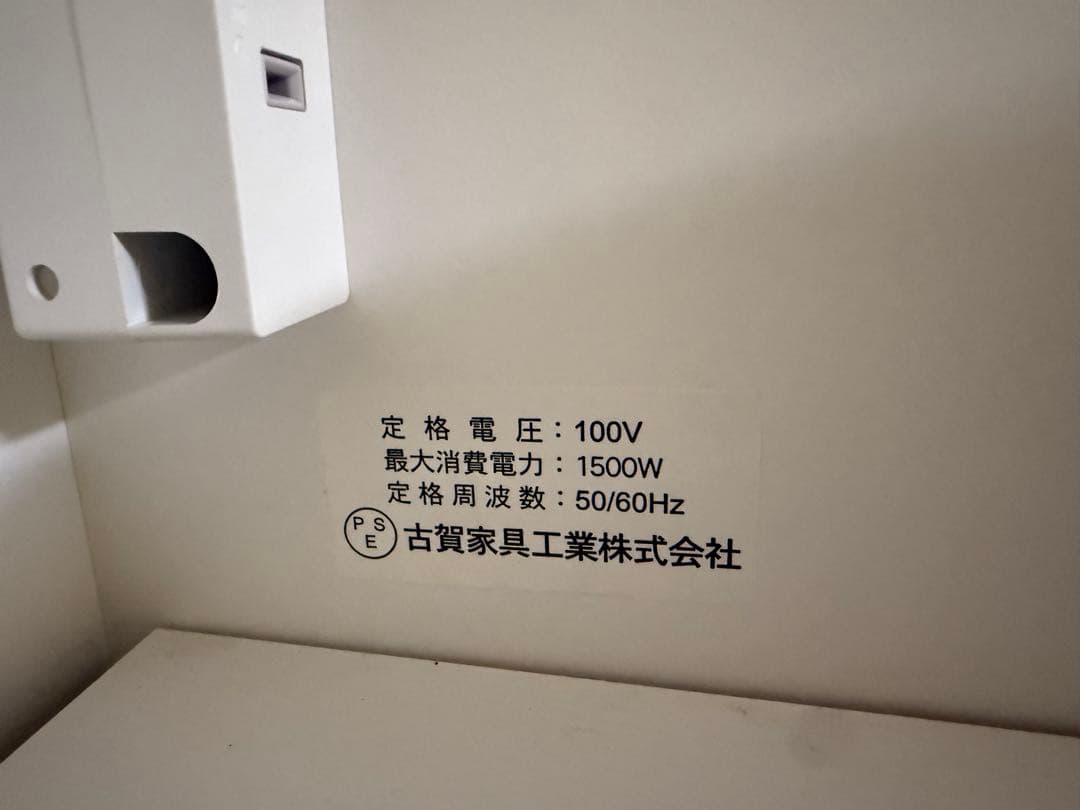 定格電圧：100V
最大消費電力：1500W
定格周波数：50/60Hz
PSE 古賀家具工業株式会社